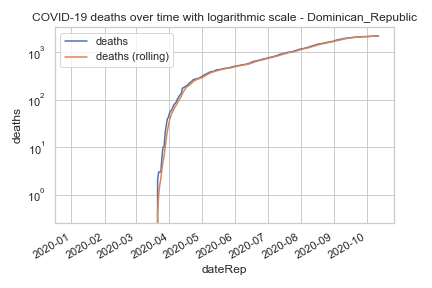 COVID-19 deaths over time with logarithmic scale - Dominican_Republic
deaths
deaths (rolling)
10³
10²
10¹
10⁰
deaths
2020-01
2020-02
2020-03
2020-04
2020-05
2020-06
2020-07
2020-08
2020-09
2020-10
dateRep